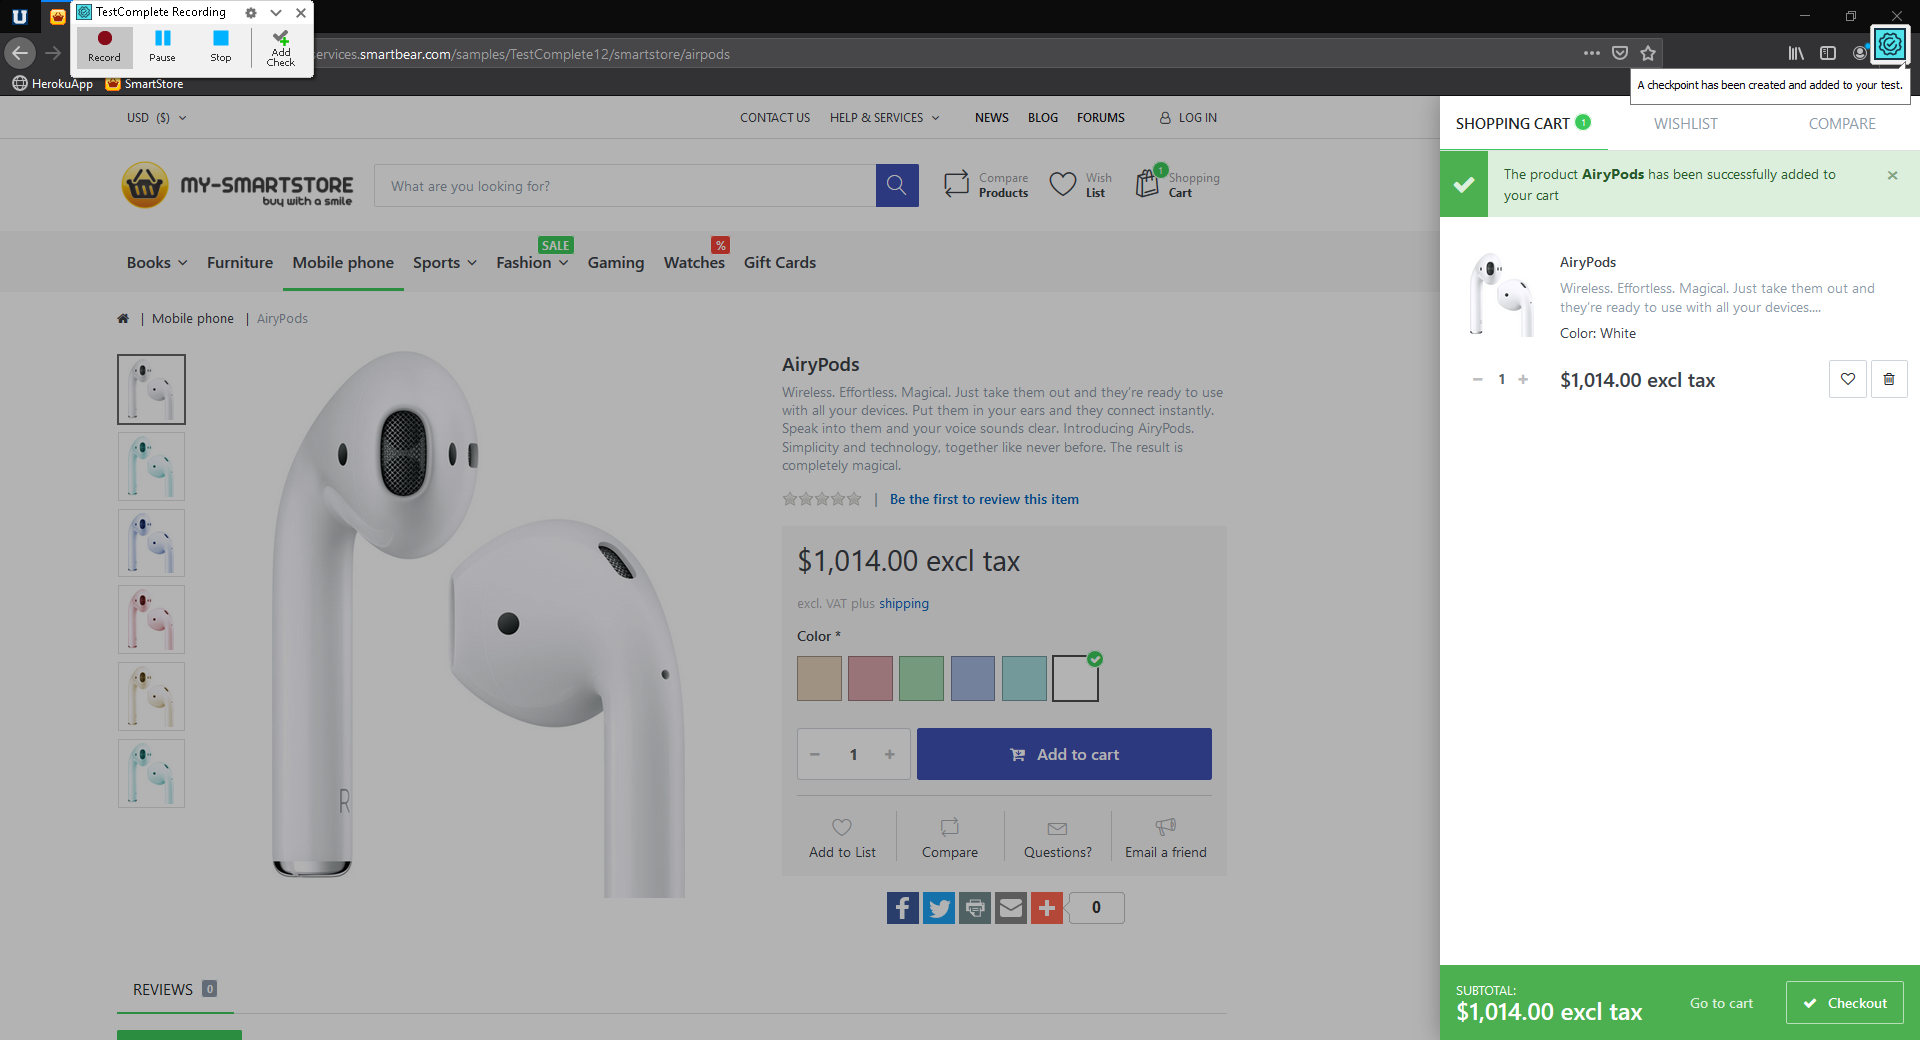 TestComplete Recording
Record
Pause
Stop
Add
Check
services.smartbear.com/samples/TestComplete12/smartstore/airpods
HerokuApp
SmartStore
A checkpoint has been created and added to your test.
USD ($)
CONTACT US
HELP & SERVICES
NEWS
BLOG
FORUMS
LOG IN
MY-SMARTSTORE
buy with a smile
What are you looking for?
Compare
Products
Wish
List
1
Shopping
Cart
SALE
%
Books
Furniture
Mobile phone
Sports
Fashion
Gaming
Watches
Gift Cards
| Mobile phone | AiryPods
R
AiryPods
Wireless. Effortless. Magical. Just take them out and they're ready to use
with all your devices. Put them in your ears and they connect instantly.
Speak into them and your voice sounds clear. Introducing AiryPods.
Simplicity and technology, together like never before. The result is
completely magical.
| Be the first to review this item
$1,014.00 excl tax
excl. VAT plus shipping
Color *
− 1 +
Add to cart
Add to List
Compare
Questions?
Email a friend
0
REVIEWS 0
SHOPPING CART 1
WISHLIST
COMPARE
The product AiryPods has been successfully added to
your cart
×
AiryPods
Wireless. Effortless. Magical. Just take them out and
they're ready to use with all your devices....
Color: White
− 1 +
$1,014.00 excl tax
SUBTOTAL:
$1,014.00 excl tax
Go to cart
Checkout